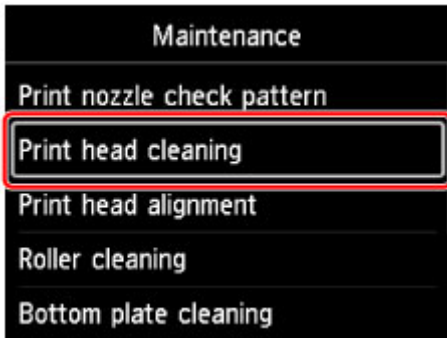 Maintenance
Print nozzle check pattern
Print head cleaning
Print head alignment
Roller cleaning
Bottom plate cleaning